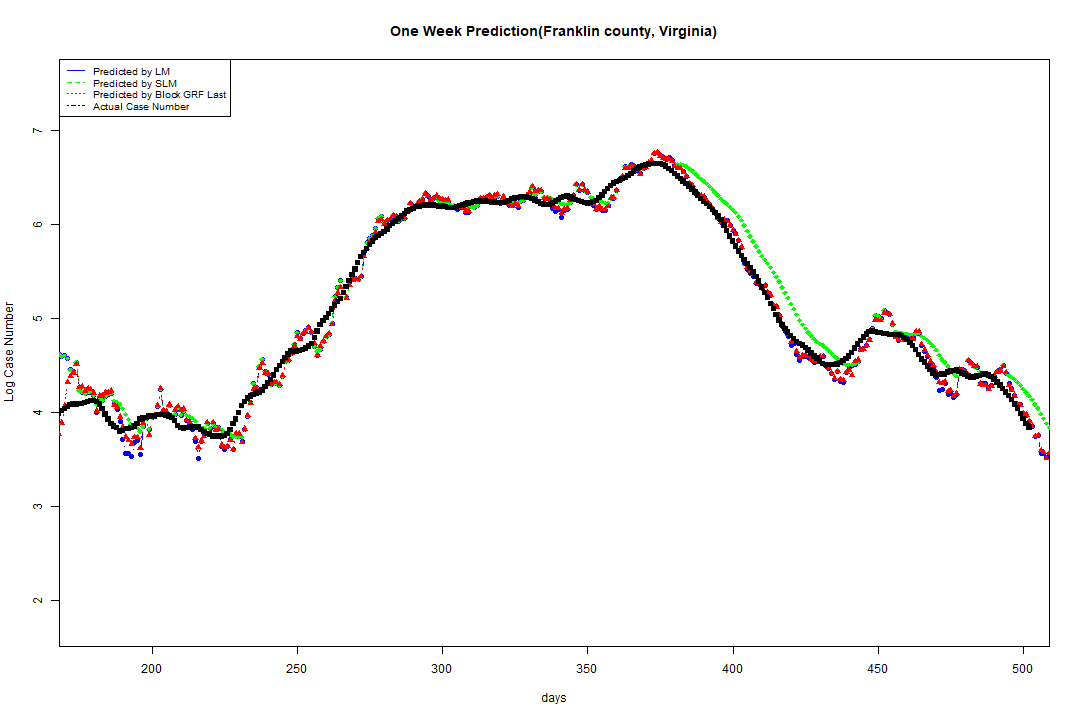 One Week Prediction(Franklin county, Virginia)
Predicted by LM
Predicted by SLM
Predicted by Block GRF Last
Actual Case Number
7
6
5
4
3
2
Log Case Number
200 250 300 350 400 450 500
days